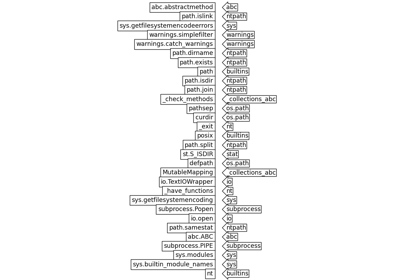 abc.abstractmethod abc
path.islink ntpath
sys.getfilesystemencodeerrors sys
warnings.simplefilter warnings
warnings.catch_warnings warnings
path.dirname ntpath
path.exists ntpath
path builtins
path.isdir ntpath
path.join ntpath
_check_methods _collections_abc
pathsep os.path
curdir os.path
_exit nt
posix builtins
path.split ntpath
st.S_ISDIR stat
defpath os.path
MutableMapping _collections_abc
io.TextIOWrapper io
_have_functions nt
sys.getfilesystemencoding sys
subprocess.Popen subprocess
io.open io
path.samestat ntpath
abc.ABC abc
subprocess.PIPE subprocess
sys.modules sys
sys.builtin_module_names sys
nt builtins